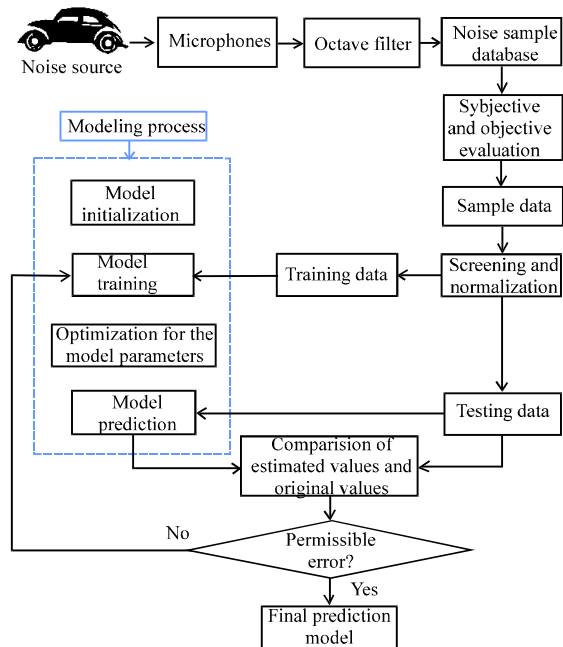 Noise source
Microphones
Octave filter
Noise sample
database
Sybjective
and objective
evaluation
Sample data
Screening and
normalization
Training data
Testing data
Modeling process
Model
initialization
Model
training
Optimization for the
model parameters
Model
prediction
Comparision of
estimated values and
original values
Permissible
error?
No
Yes
Final prediction
model